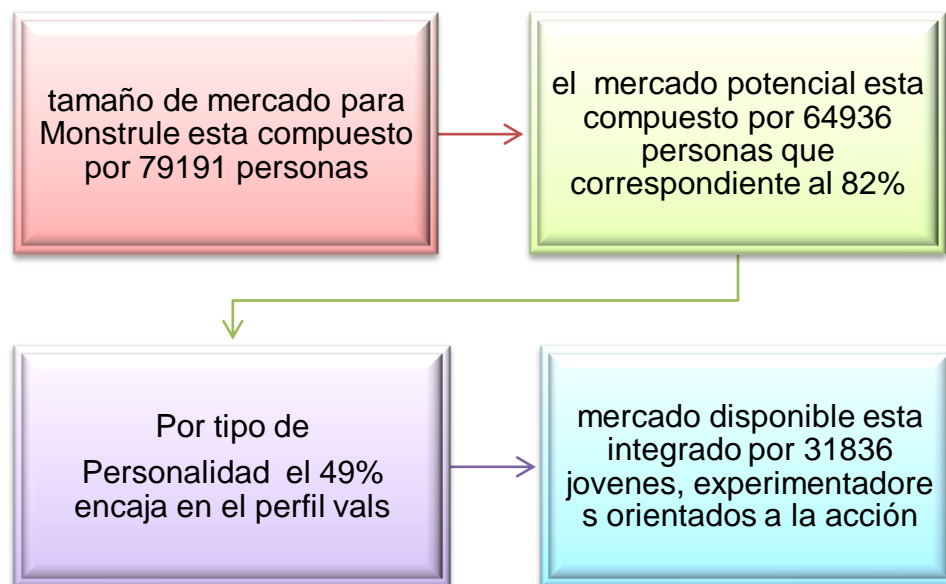 tamaño de mercado para
Monstrule esta compuesto
por 79191 personas
el mercado potencial esta
compuesto por 64936
personas que
correspondiente al 82%
Por tipo de
Personalidad el 49%
encaja en el perfil vals
mercado disponible esta
integrado por 31836
jovenes, experimentadore
s orientados a la acción